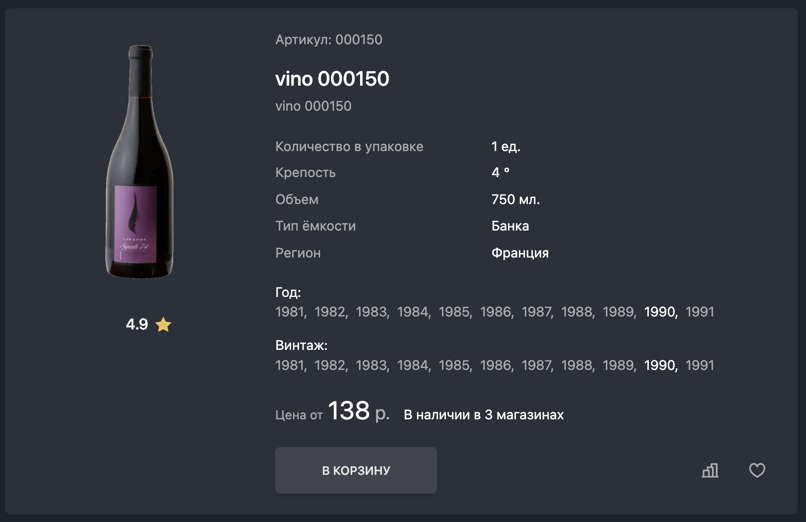 Артикул: 000150
vino 000150
vino 000150
Количество в упаковке 1 ед.
Крепость 4 °
Объем 750 мл.
Тип ёмкости Банка
Регион Франция
Год:
1981, 1982, 1983, 1984, 1985, 1986, 1987, 1988, 1989, 1990, 1991
Винтаж:
1981, 1982, 1983, 1984, 1985, 1986, 1987, 1988, 1989, 1990, 1991
4.9
Цена от 138 р. В наличии в 3 магазинах
В КОРЗИНУ